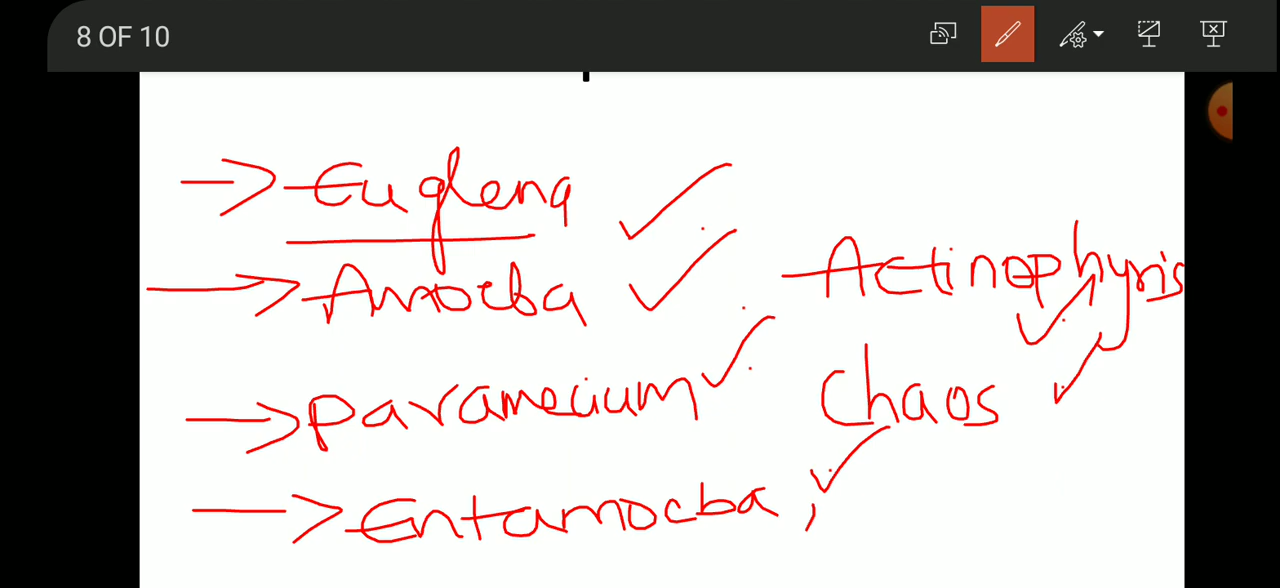 8 OF 10
→ Euglena ✓
→ Amoeba ✓
Actinophyris ✓
→ Paramecium ✓
Chaos ✓
→ Entamoeba, ✓